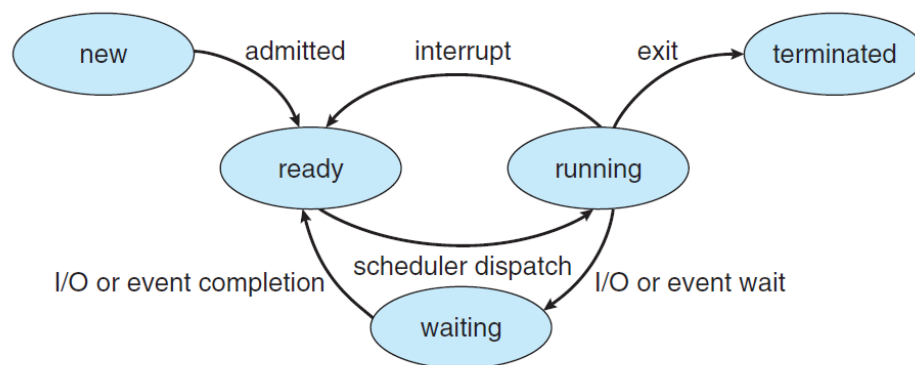 new
admitted
interrupt
exit
terminated
ready
running
I/O or event completion
scheduler dispatch
I/O or event wait
waiting